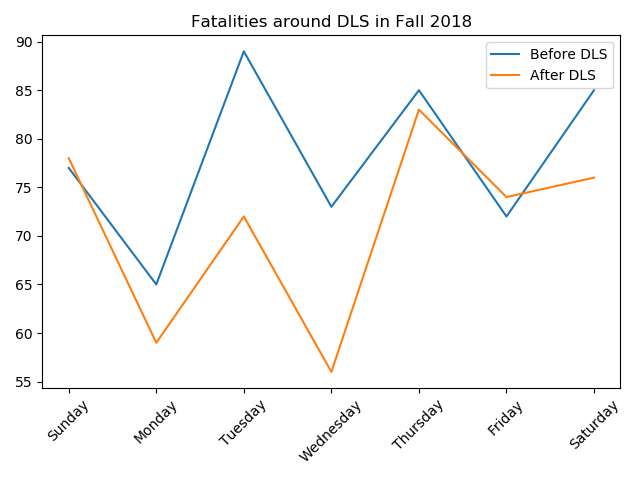 Fatalities around DLS in Fall 2018
Before DLS
After DLS
90
85
80
75
70
65
60
55
Sunday
Monday
Tuesday
Wednesday
Thursday
Friday
Saturday